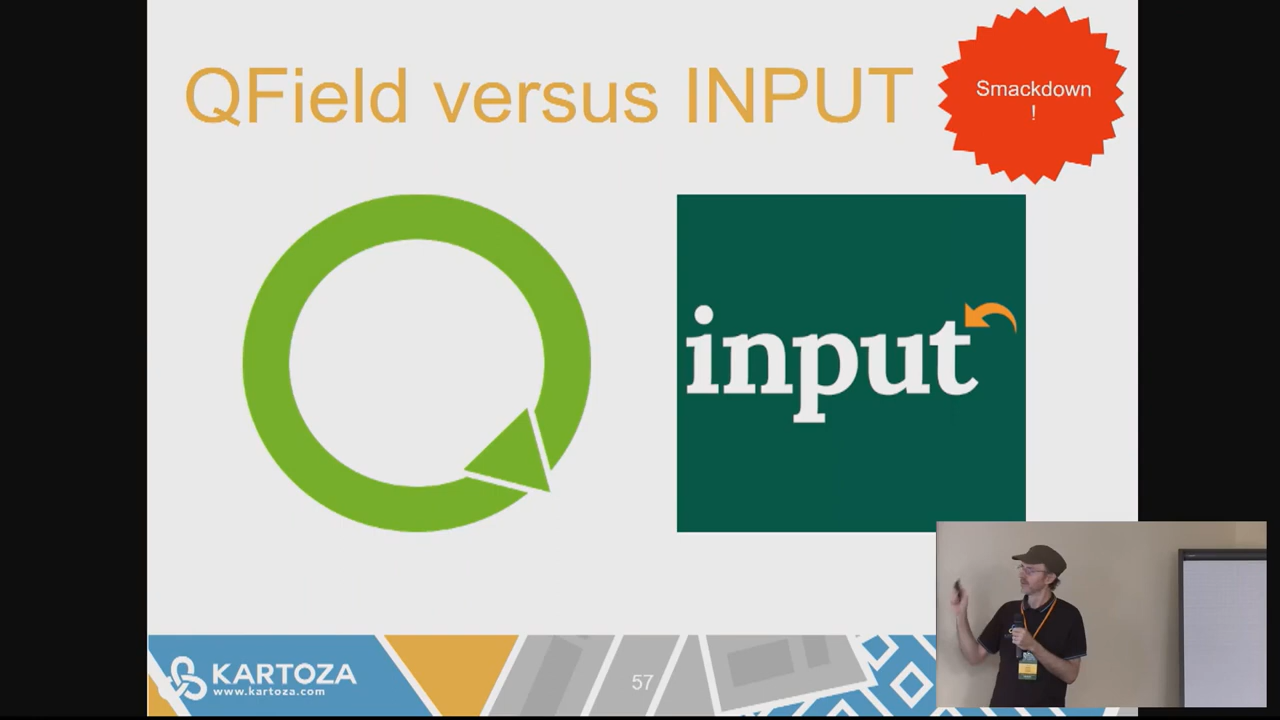 QField versus INPUT
Smackdown
!
input
KARTOZA
www.kartoza.com
57